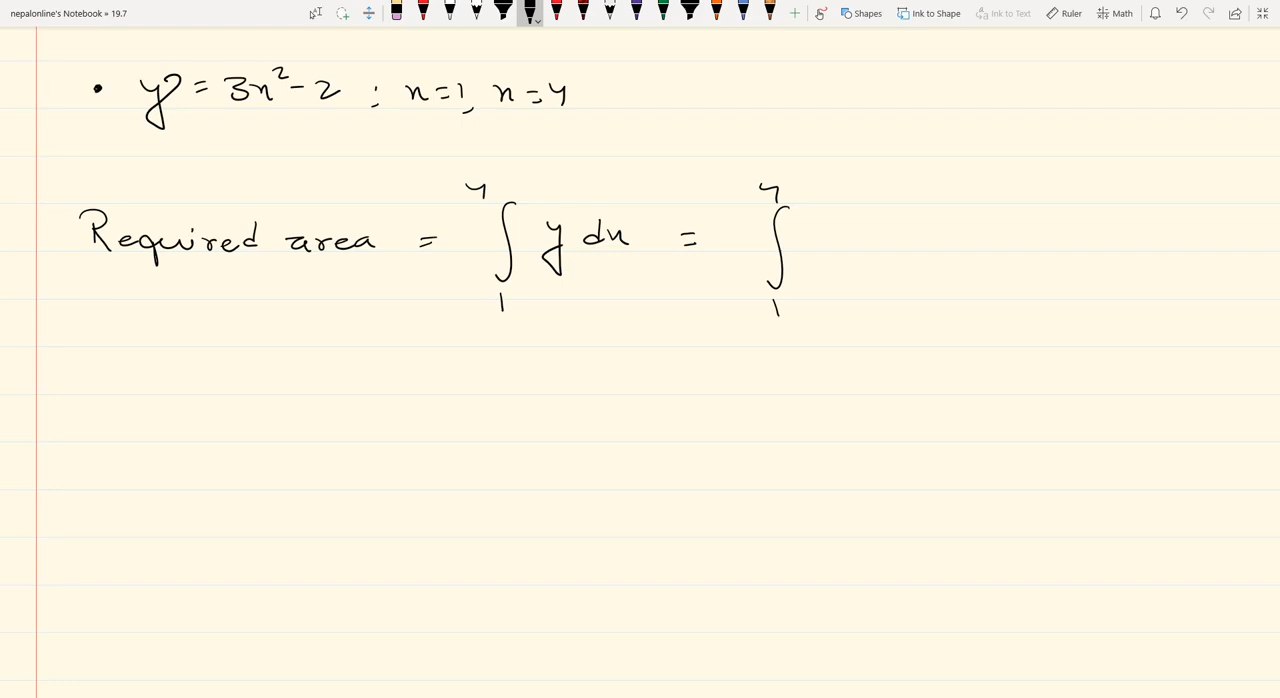 nepalonline's Notebook » 19.7
Shapes Ink to Shape Ink to Text Ruler Math
• y = 3x² - 2 ; x = 1, x = 4
Required area = ∫₁⁴ y dx = ∫₁⁴